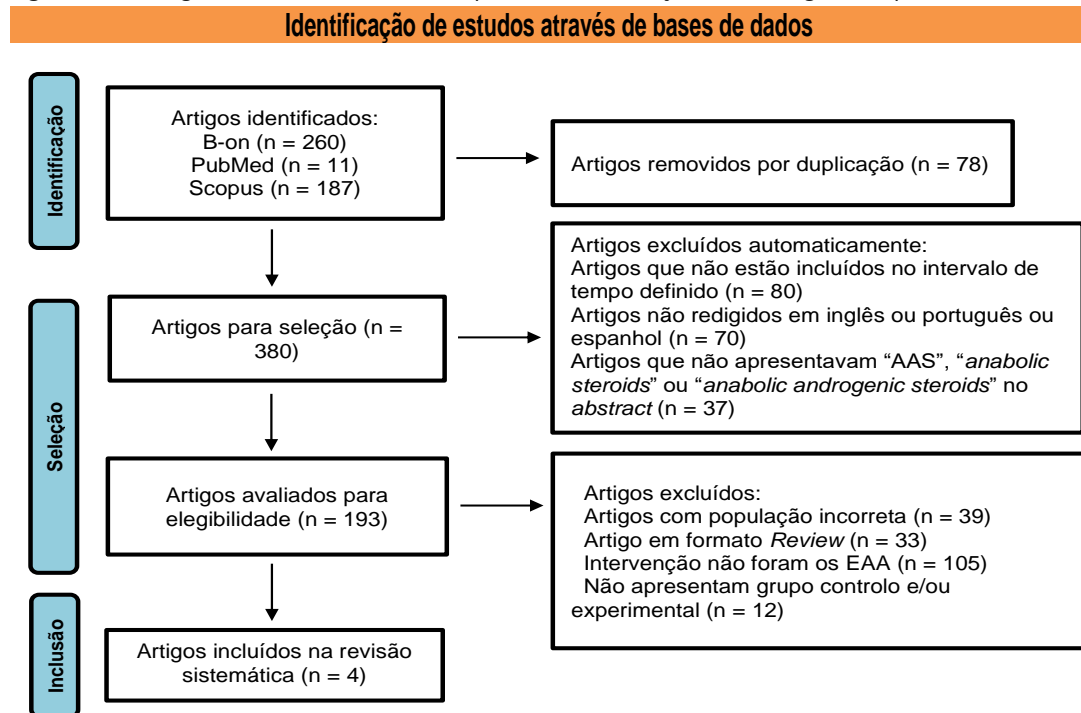 Identificação de estudos através de bases de dados
Identificação
Artigos identificados:
B-on (n = 260)
PubMed (n = 11)
Scopus (n = 187)
Artigos removidos por duplicação (n = 78)
Seleção
Artigos para seleção (n =
380)
Artigos excluídos automaticamente:
Artigos que não estão incluídos no intervalo de
tempo definido (n = 80)
Artigos não redigidos em inglês ou português ou
espanhol (n = 70)
Artigos que não apresentavam “AAS”, “anabolic
steroids” ou “anabolic androgenic steroids” no
abstract (n = 37)
Artigos avaliados para
elegibilidade (n = 193)
Artigos excluídos:
Artigos com população incorreta (n = 39)
Artigo em formato Review (n = 33)
Intervenção não foram os EAA (n = 105)
Não apresentam grupo controlo e/ou
experimental (n = 12)
Inclusão
Artigos incluídos na revisão
sistemática (n = 4)